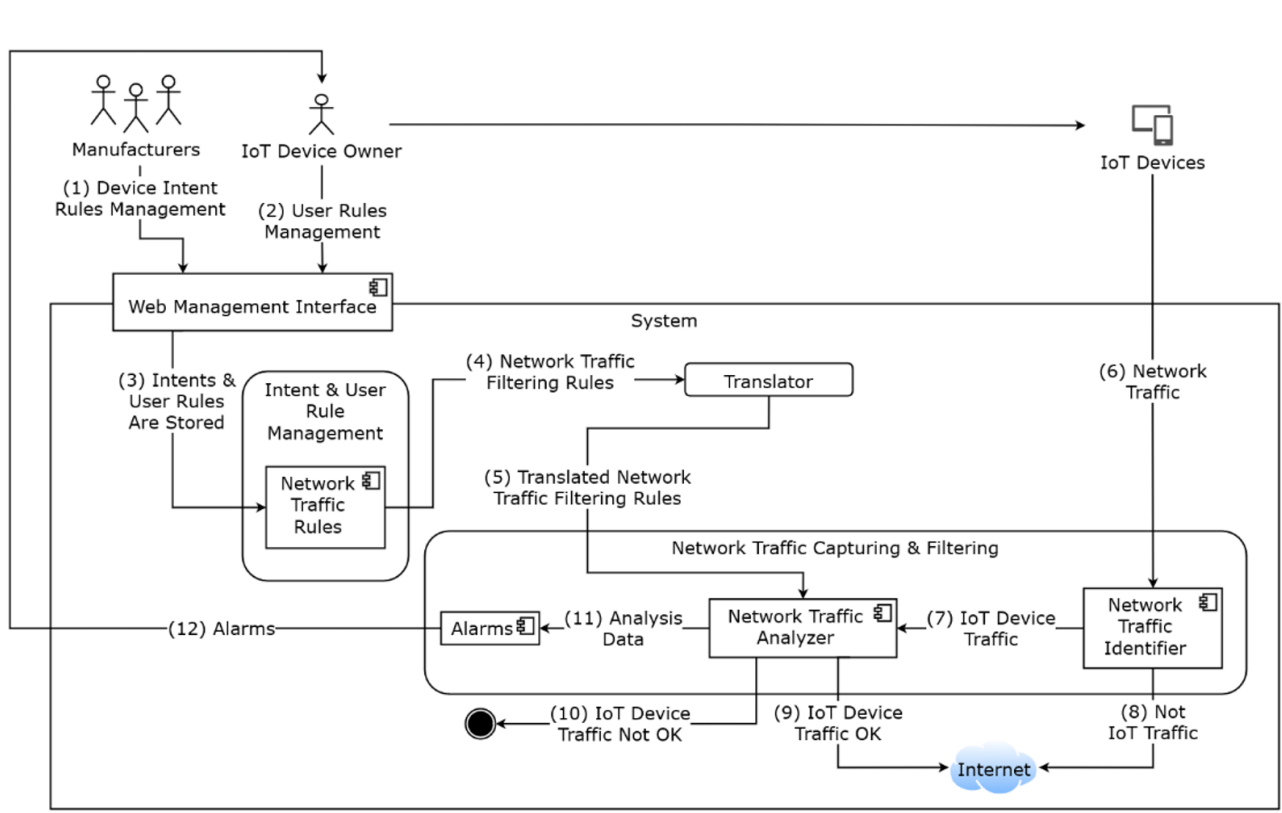 Manufacturers
IoT Device Owner
IoT Devices
(1) Device Intent
Rules Management
(2) User Rules
Management
Web Management Interface
System
(3) Intents &
User Rules
Are Stored
Intent & User
Rule
Management
Network
Traffic
Rules
(4) Network Traffic
Filtering Rules
Translator
(5) Translated Network
Traffic Filtering Rules
(6) Network
Traffic
Network Traffic Capturing & Filtering
Network Traffic
Identifier
(7) IoT Device
Traffic
Network Traffic
Analyzer
(11) Analysis
Data
Alarms
(12) Alarms
(10) IoT Device
Traffic Not OK
(9) IoT Device
Traffic OK
(8) Not
IoT Traffic
Internet